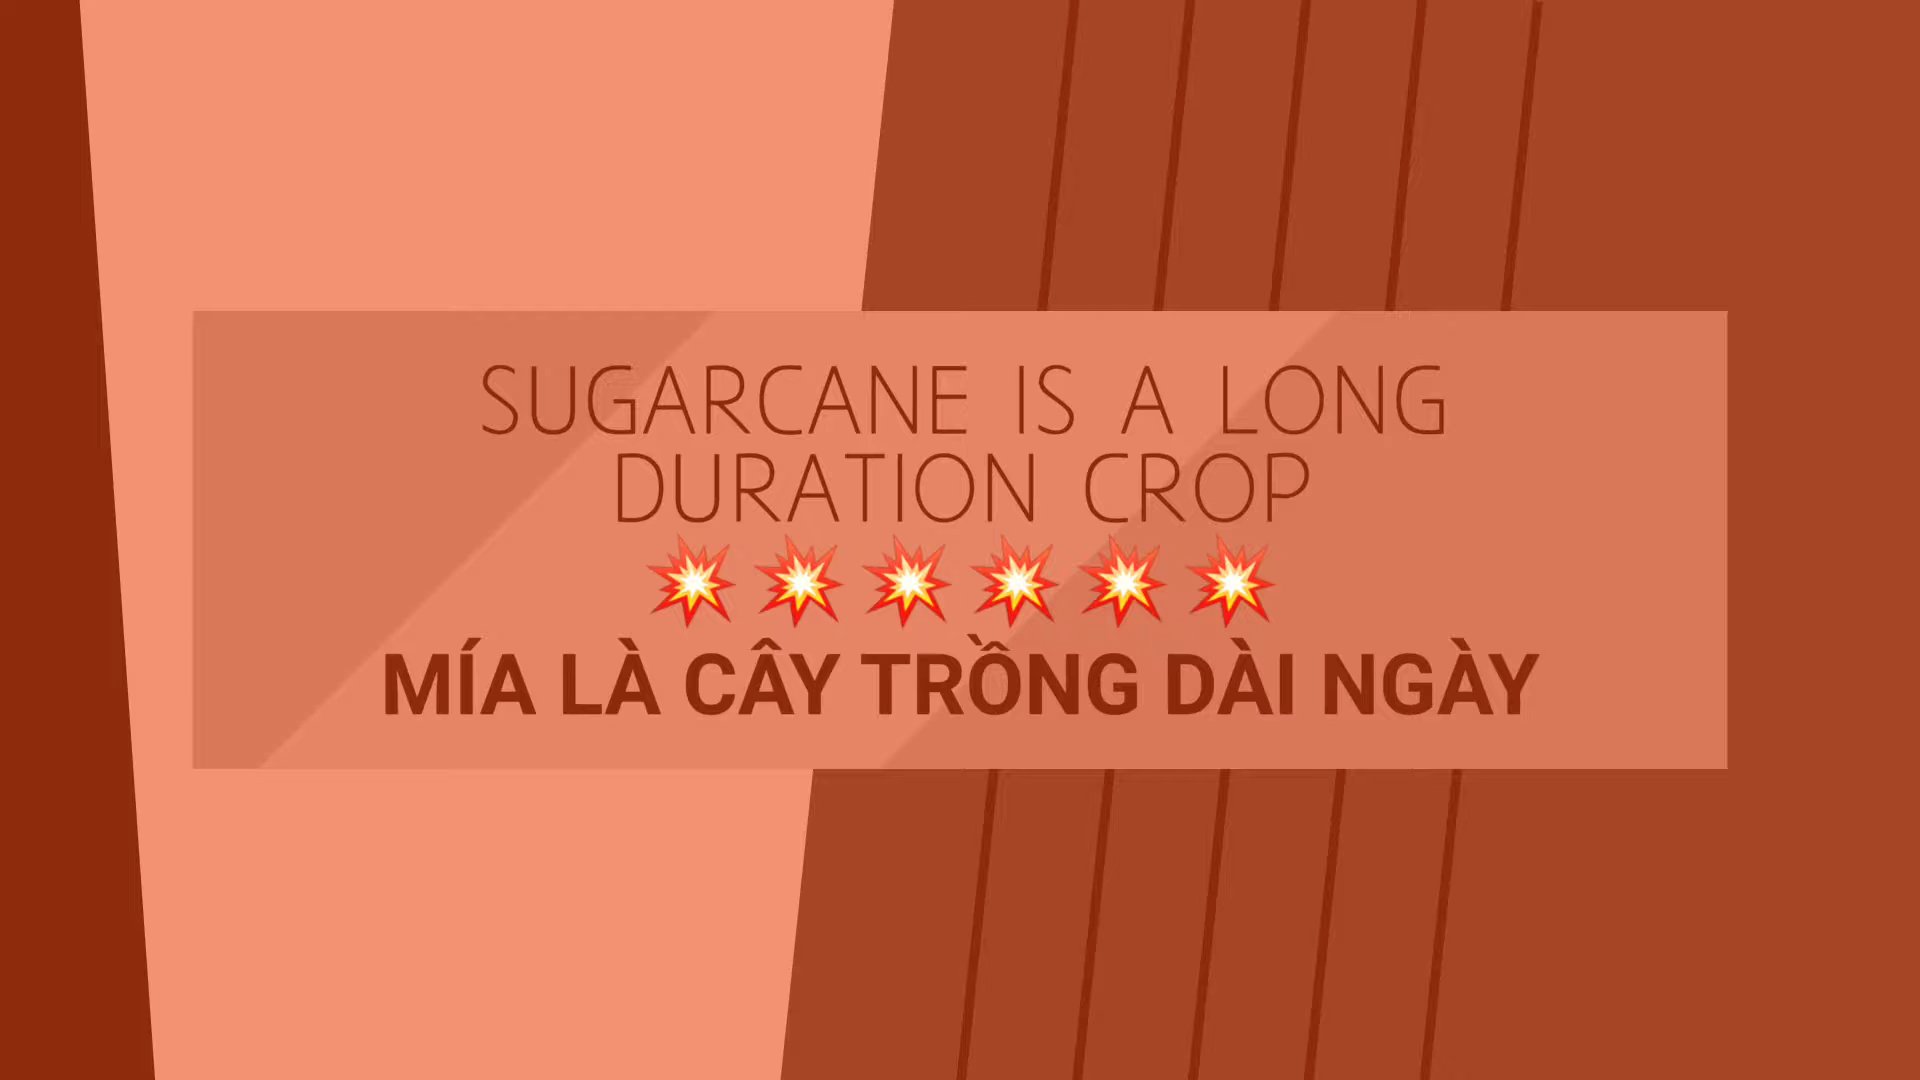 SUGARCANE IS A LONG
DURATION CROP
💥💥💥💥💥💥
MÍA LÀ CÂY TRỒNG DÀI NGÀY